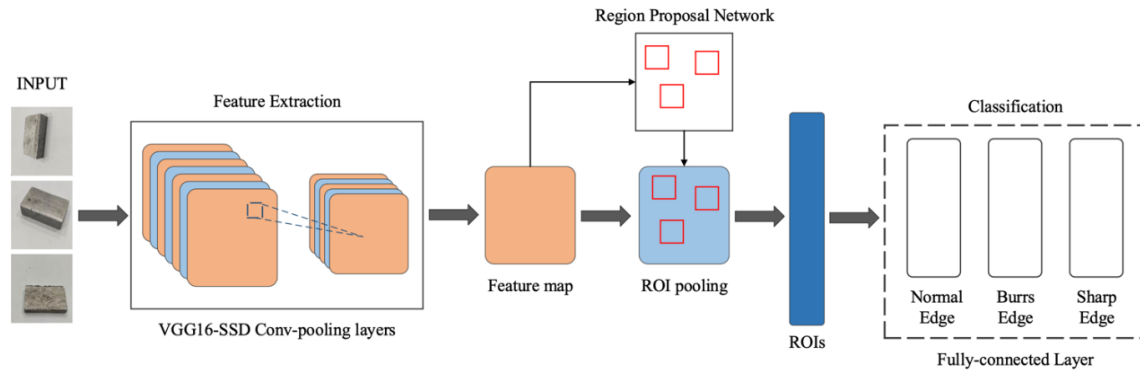 Region Proposal Network
INPUT
Feature Extraction
Classification
Feature map
ROI pooling
Normal
Edge
Burrs
Edge
Sharp
Edge
VGG16-SSD Conv-pooling layers
ROIs
Fully-connected Layer